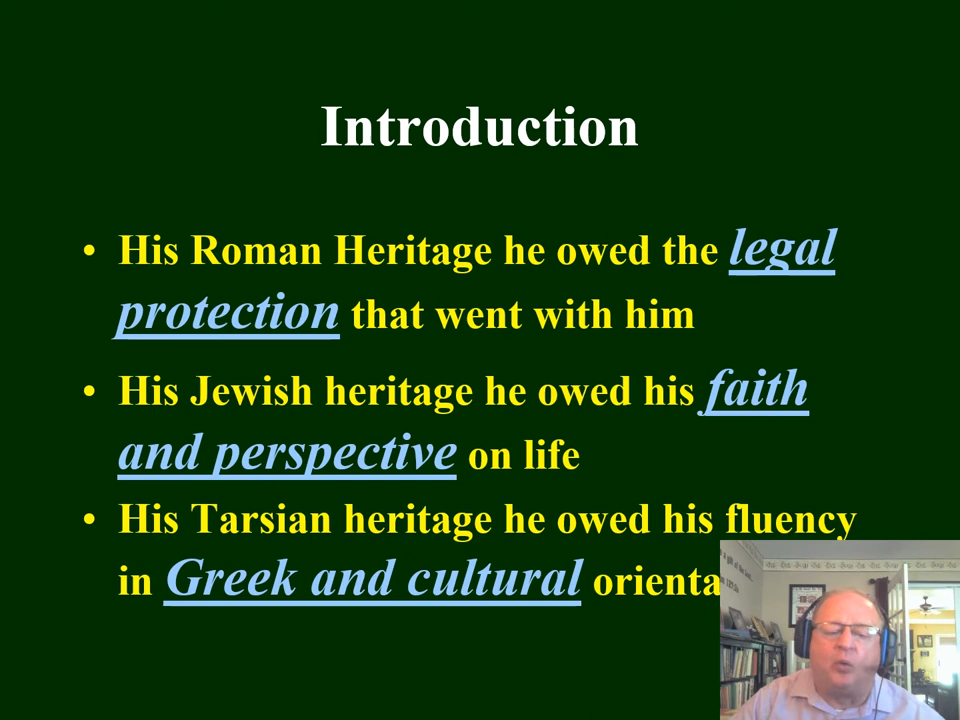 Introduction
• His Roman Heritage he owed the legal
protection that went with him
• His Jewish heritage he owed his faith
and perspective on life
• His Tarsian heritage he owed his fluency
in Greek and cultural orienta